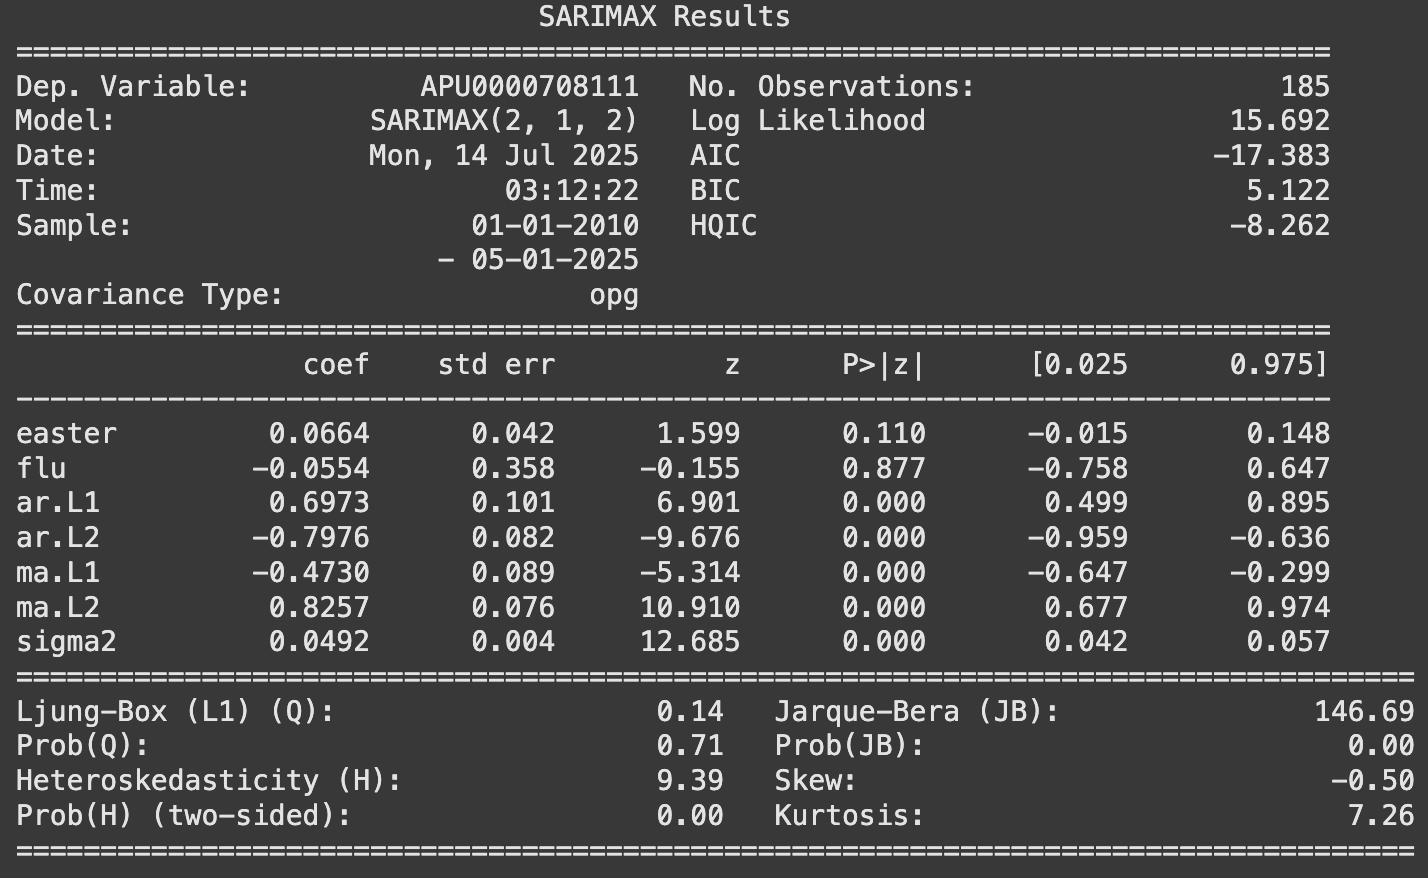 SARIMAX Results
==============================================================================
Dep. Variable:          APU0000708111   No. Observations:                  185
Model:               SARIMAX(2, 1, 2)   Log Likelihood                  15.692
Date:                Mon, 14 Jul 2025   AIC                            −17.383
Time:                        03:12:22   BIC                              5.122
Sample:                    01−01−2010   HQIC                            −8.262
                         − 05−01−2025
Covariance Type:                  opg
==============================================================================
                 coef    std err          z      P>|z|      [0.025      0.975]
------------------------------------------------------------------------------
easter         0.0664      0.042      1.599      0.110      −0.015       0.148
flu           −0.0554      0.358     −0.155      0.877      −0.758       0.647
ar.L1          0.6973      0.101      6.901      0.000       0.499       0.895
ar.L2         −0.7976      0.082     −9.676      0.000      −0.959      −0.636
ma.L1         −0.4730      0.089     −5.314      0.000      −0.647      −0.299
ma.L2          0.8257      0.076     10.910      0.000       0.677       0.974
sigma2         0.0492      0.004     12.685      0.000       0.042       0.057
===================================================================================
Ljung−Box (L1) (Q):                   0.14   Jarque−Bera (JB):               146.69
Prob(Q):                              0.71   Prob(JB):                         0.00
Heteroskedasticity (H):               9.39   Skew:                            −0.50
Prob(H) (two−sided):                  0.00   Kurtosis:                         7.26
===================================================================================